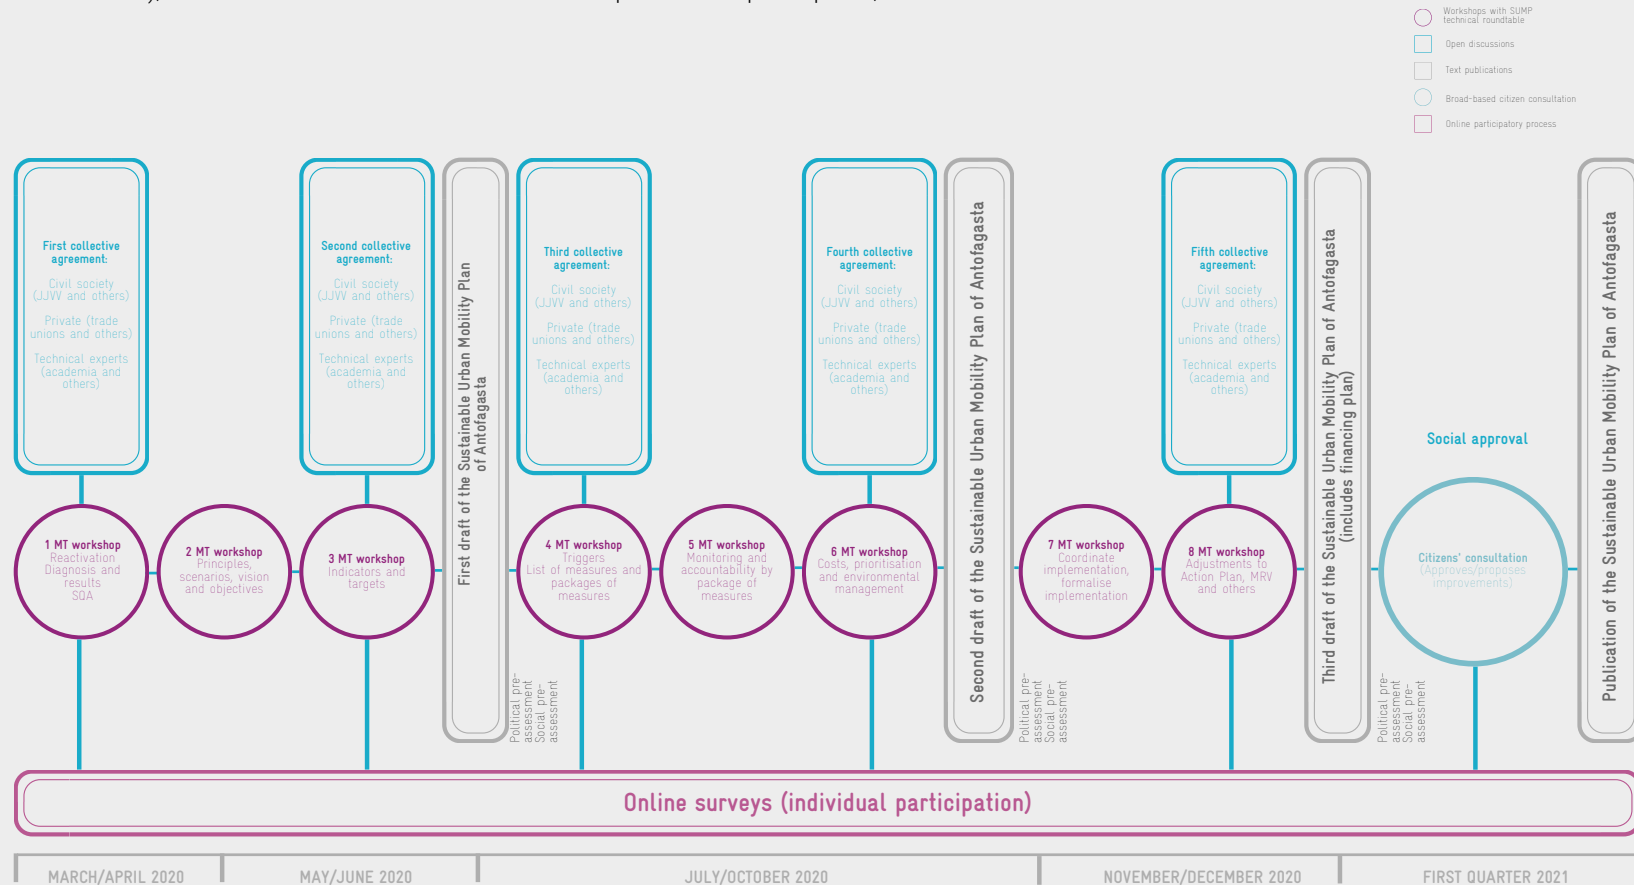 Workshops with SUMP
technical roundtable
Open discussions
Text publications
Broad-based citizen consultation
Online participatory process
First collective
agreement:
Civil society
(JJVV and others)
Private (trade
unions and others)
Technical experts
(academia and
others)
Second collective
agreement:
Civil society
(JJVV and others)
Private (trade
unions and others)
Technical experts
(academia and
others)
First draft of the Sustainable Urban Mobility Plan
of Antofagasta
Third collective
agreement:
Civil society
(JJVV and others)
Private (trade
unions and others)
Technical experts
(academia and
others)
Fourth collective
agreement:
Civil society
(JJVV and others)
Private (trade
unions and others)
Technical experts
(academia and
others)
Second draft of the Sustainable Urban Mobility Plan of Antofagasta
Fifth collective
agreement:
Civil society
(JJVV and others)
Private (trade
unions and others)
Technical experts
(academia and
others)
Third draft of the Sustainable Urban Mobility Plan of Antofagasta
(includes financing plan)
Social approval
Publication of the Sustainable Urban Mobility Plan of Antofagasta
1 MT workshop
Reactivation
Diagnosis and
results
SQA
2 MT workshop
Principles,
scenarios, vision
and objectives
3 MT workshop
Indicators and
targets
4 MT workshop
Triggers
List of measures and
packages of
measures
5 MT workshop
Monitoring and
accountability by
package of
measures
6 MT workshop
Costs, prioritisation
and environmental
management
7 MT workshop
Coordinate
implementation,
formalise
implementation
8 MT workshop
Adjustments to
Action Plan, MRV
and others
Citizens' consultation
(Approves/proposes
improvements)
Political pre-
assessment
Social pre-
assessment
Political pre-
assessment
Social pre-
assessment
Political pre-
assessment
Social pre-
assessment
Online surveys (individual participation)
MARCH/APRIL 2020
MAY/JUNE 2020
JULY/OCTOBER 2020
NOVEMBER/DECEMBER 2020
FIRST QUARTER 2021